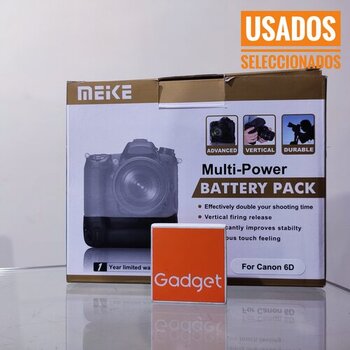 USADOS
SELECCIONADOS
MEIKE
ADVANCED VERTICAL DURABLE
Multi-Power
BATTERY PACK
Effectively double your shooting time
Vertical firing release
improves stabilty
touch feeling
Year limited
For Canon 6D
Gadget